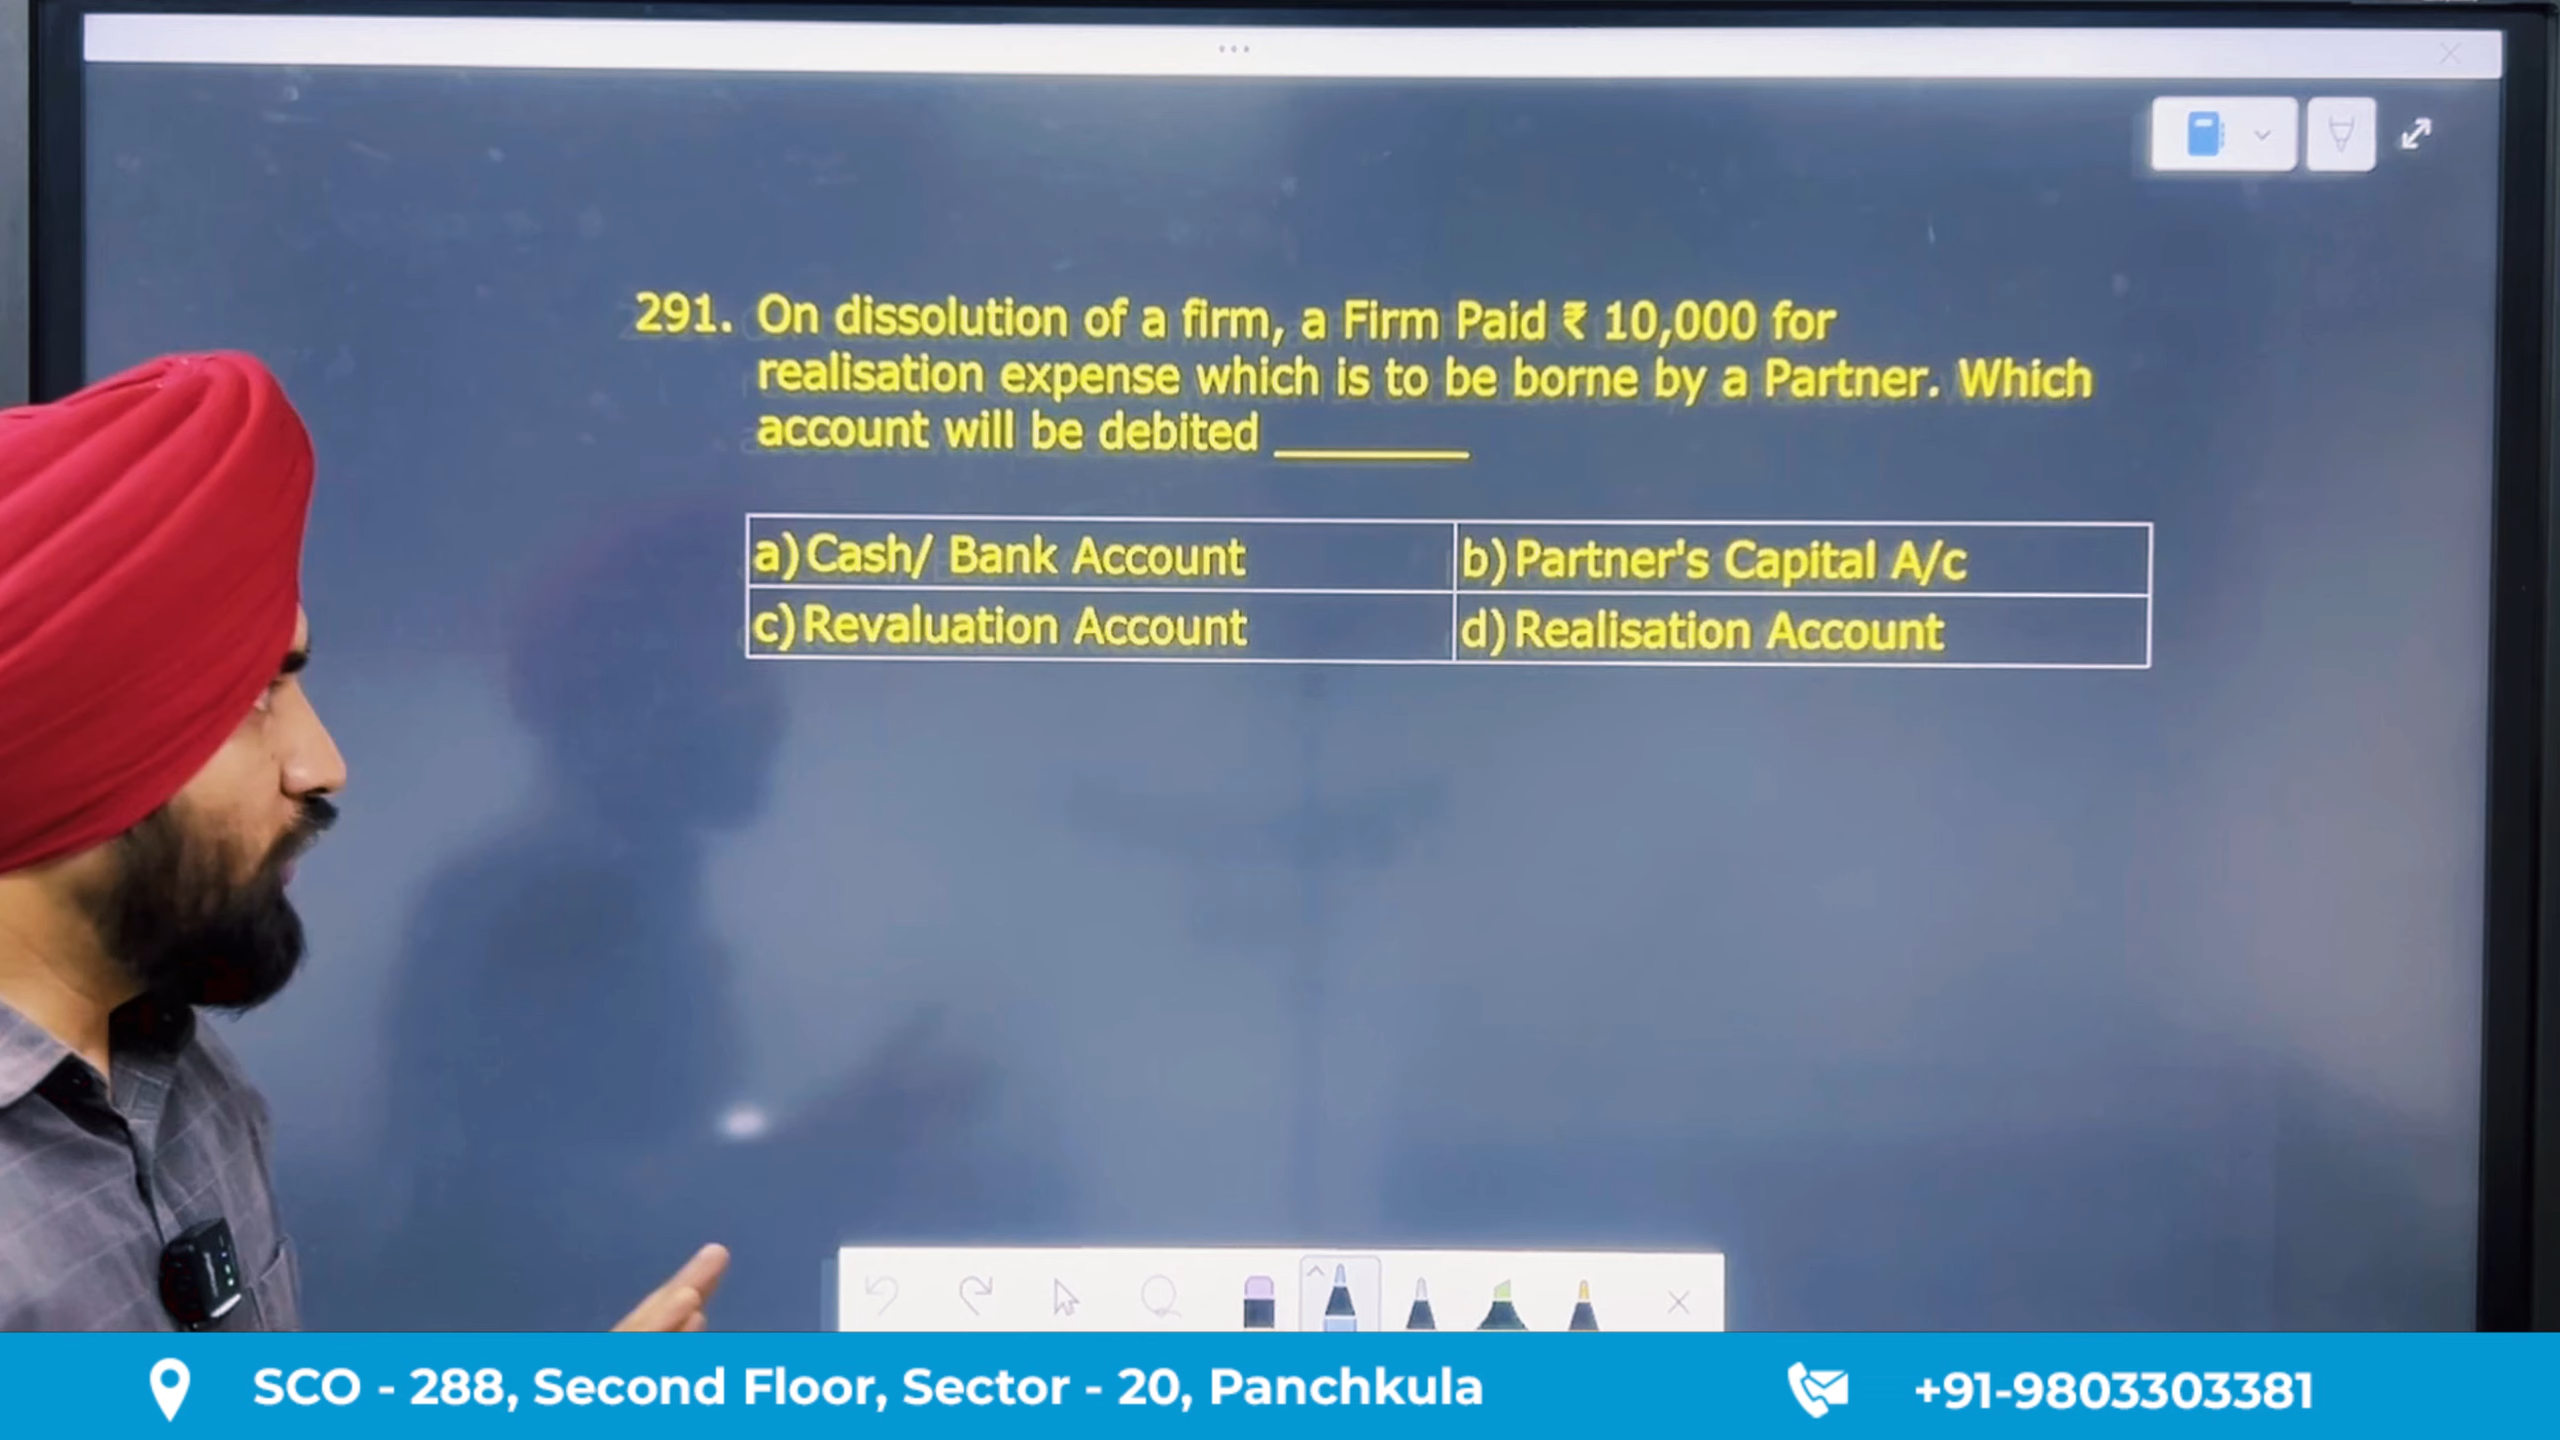 291. On dissolution of a firm, a Firm Paid ₹ 10,000 for
realisation expense which is to be borne by a Partner. Which
account will be debited ________
a) Cash/ Bank Account
b) Partner's Capital A/c
c) Revaluation Account
d) Realisation Account
SCO - 288, Second Floor, Sector - 20, Panchkula
+91-9803303381